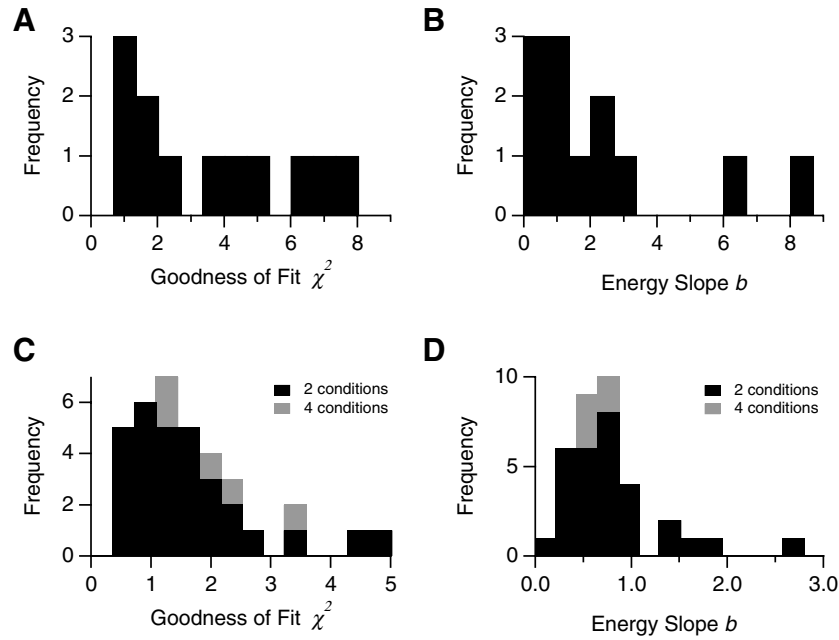 A
3
2
1
0
Frequency
0
2
4
6
8
Goodness of Fit χ²
B
3
2
1
0
Frequency
0
2
4
6
8
Energy Slope b
C
6
4
2
0
Frequency
2 conditions
4 conditions
0
1
2
3
4
5
Goodness of Fit χ²
D
10
5
0
Frequency
2 conditions
4 conditions
0.0
1.0
2.0
3.0
Energy Slope b